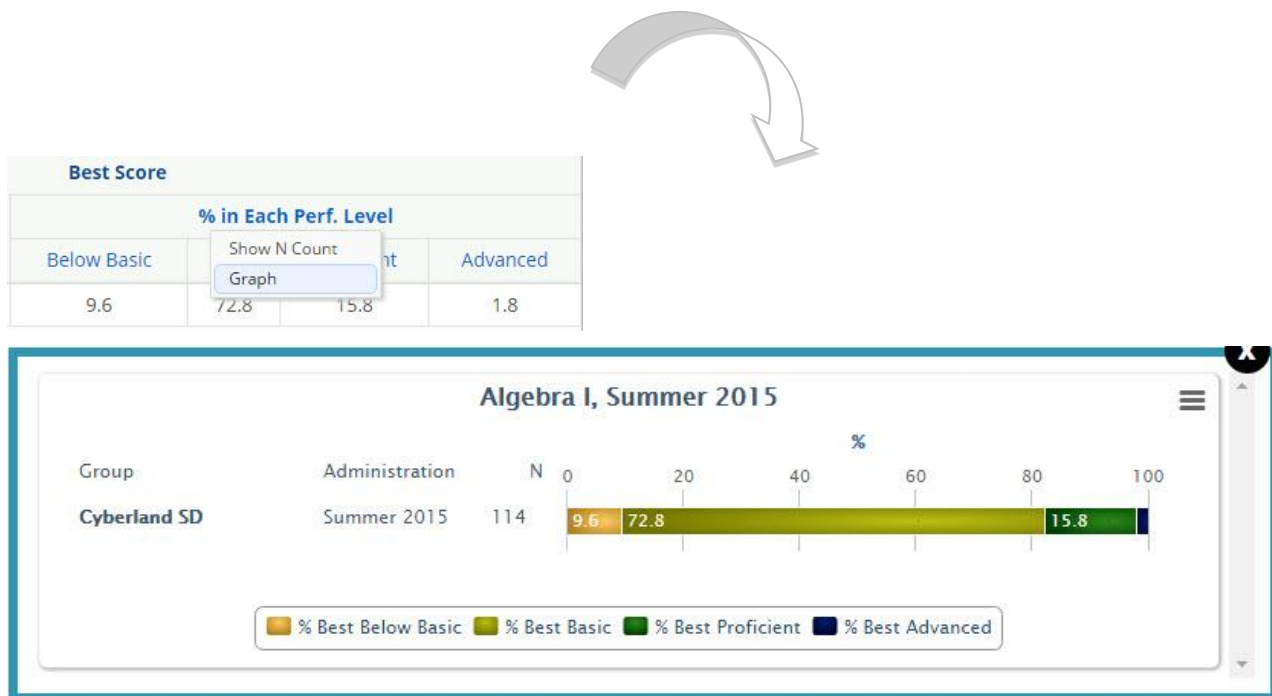 Best Score
% in Each Perf. Level
Below Basic nt Advanced
Show N Count
Graph
9.6 72.8 15.8 1.8
X
Algebra I, Summer 2015
%
Group Administration N 0 20 40 60 80 100
Cyberland SD Summer 2015 114 9.6 72.8 15.8
% Best Below Basic % Best Basic % Best Proficient % Best Advanced